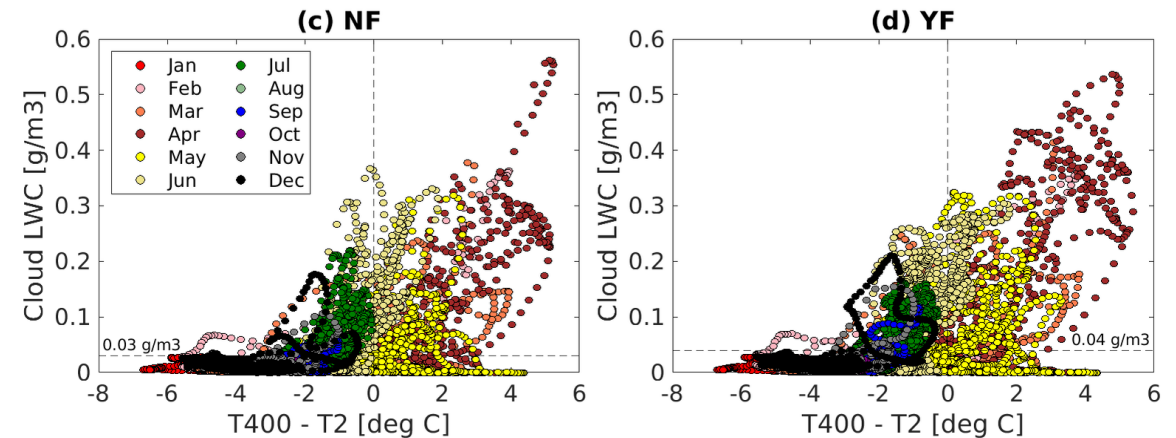 (c) NF
(d) YF
Cloud LWC [g/m3]
0.6
0.5
0.4
0.3
0.2
0.1
0
Jan
Feb
Mar
Apr
May
Jun
Jul
Aug
Sep
Oct
Nov
Dec
0.03 g/m3
-8 -6 -4 -2 0 2 4 6
T400 - T2 [deg C]
Cloud LWC [g/m3]
0.6
0.5
0.4
0.3
0.2
0.1
0
0.04 g/m3
-8 -6 -4 -2 0 2 4 6
T400 - T2 [deg C]